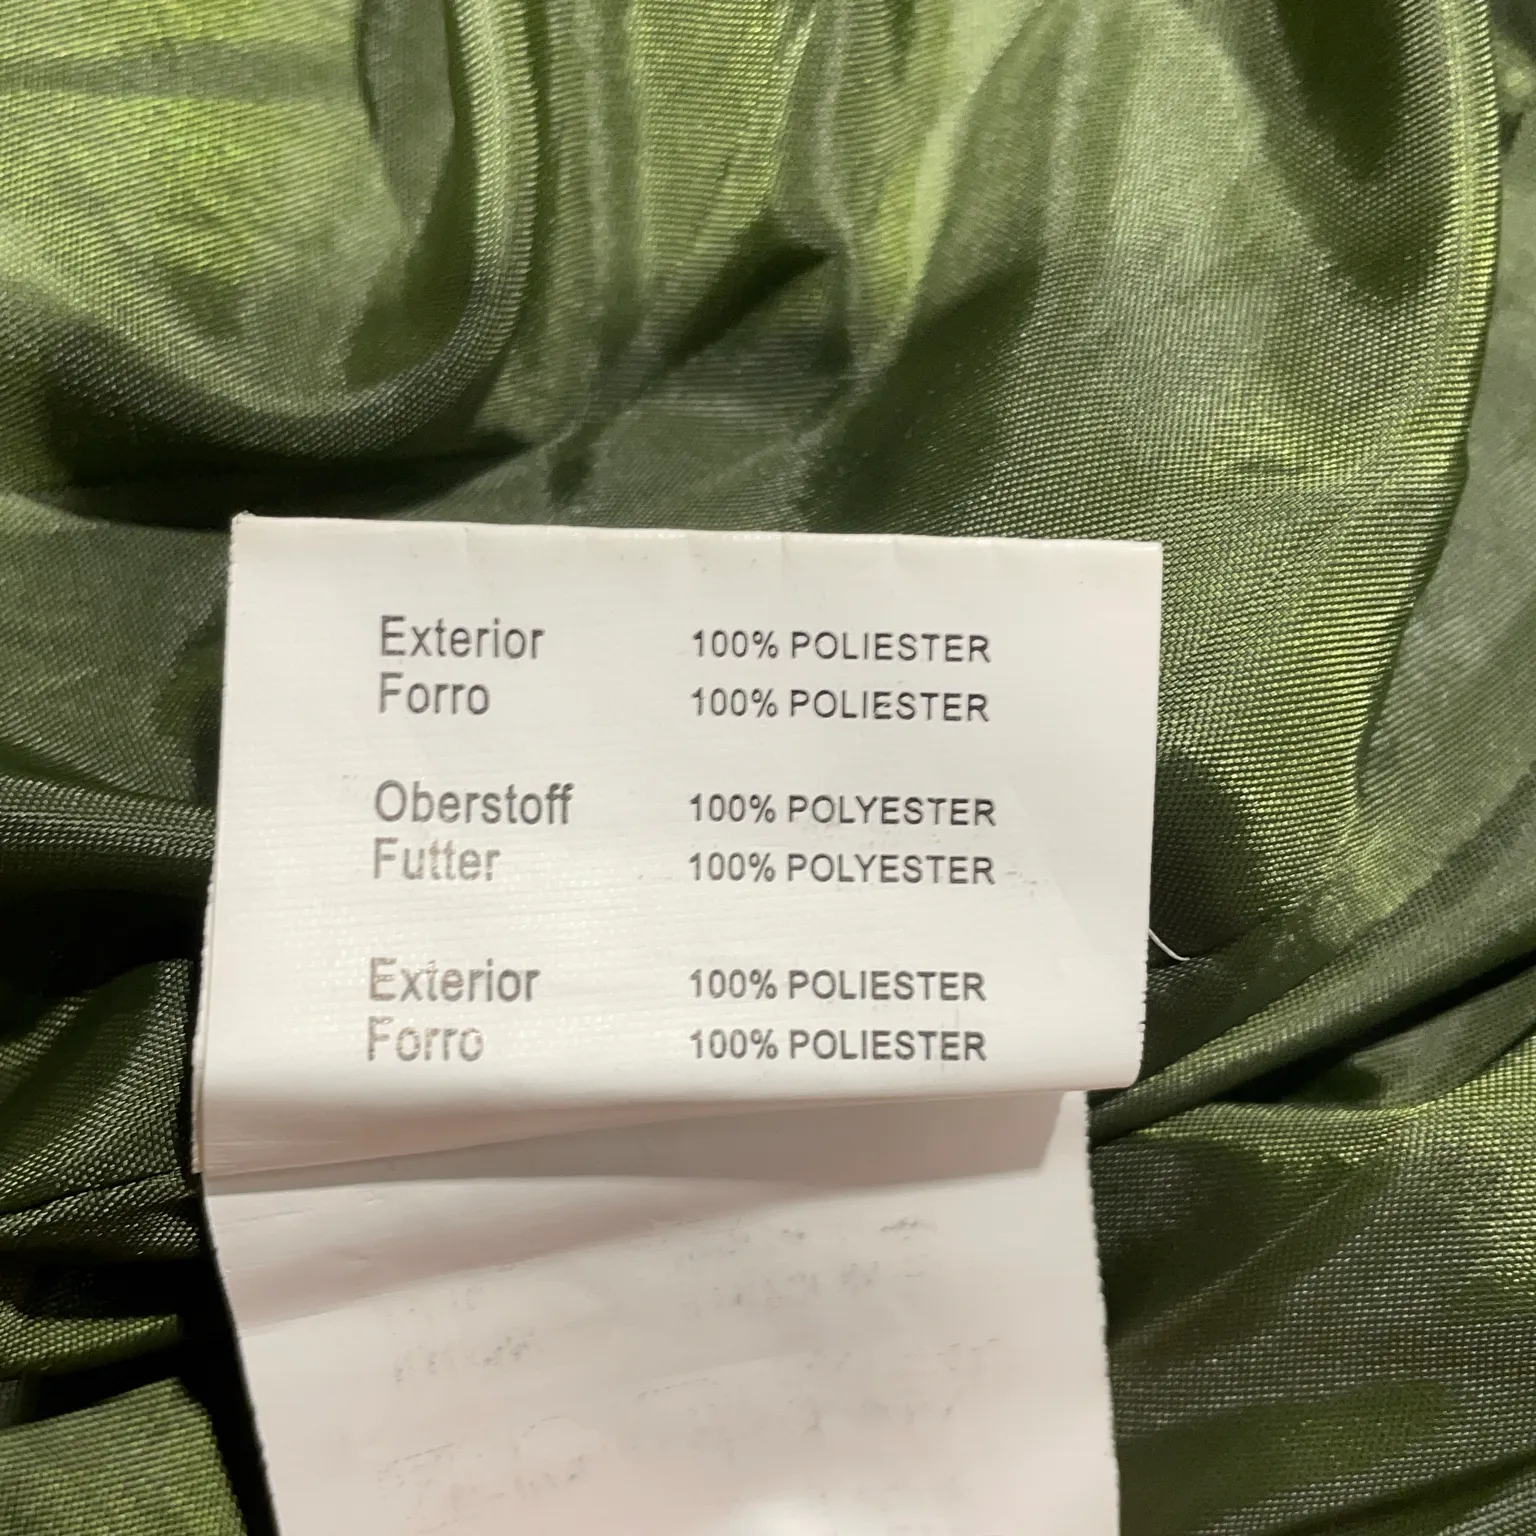 Exterior 100% POLIESTER
Forro 100% POLIESTER
Oberstoff 100% POLYESTER
Futter 100% POLYESTER
Exterior 100% POLIESTER
Forro 100% POLIESTER